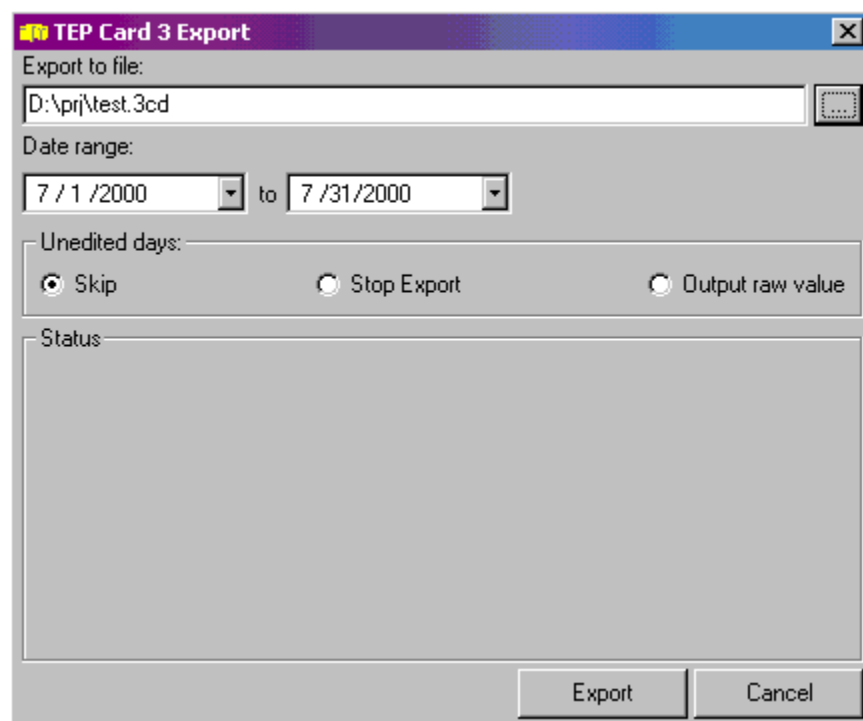 TEP Card 3 Export
Export to file:
D:\prj\test.3cd
...
Date range:
7 / 1 /2000 to 7 /31/2000
Unedited days:
Skip Stop Export Output raw value
Status
Export Cancel